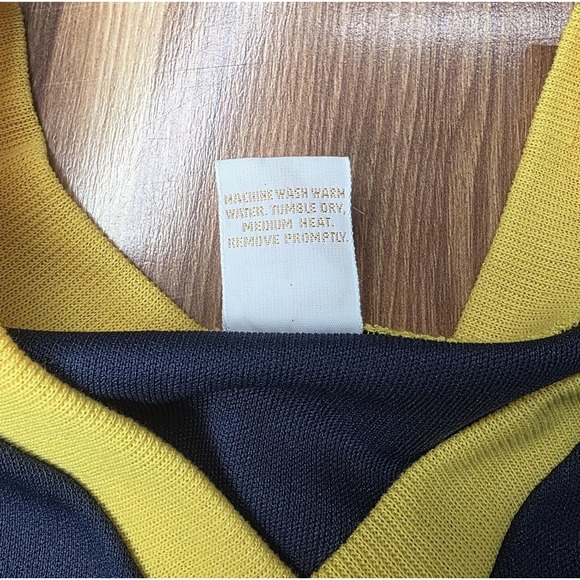 MACHINE WASH WARM
WATER. TUMBLE DRY,
MEDIUM HEAT.
REMOVE PROMPTLY.